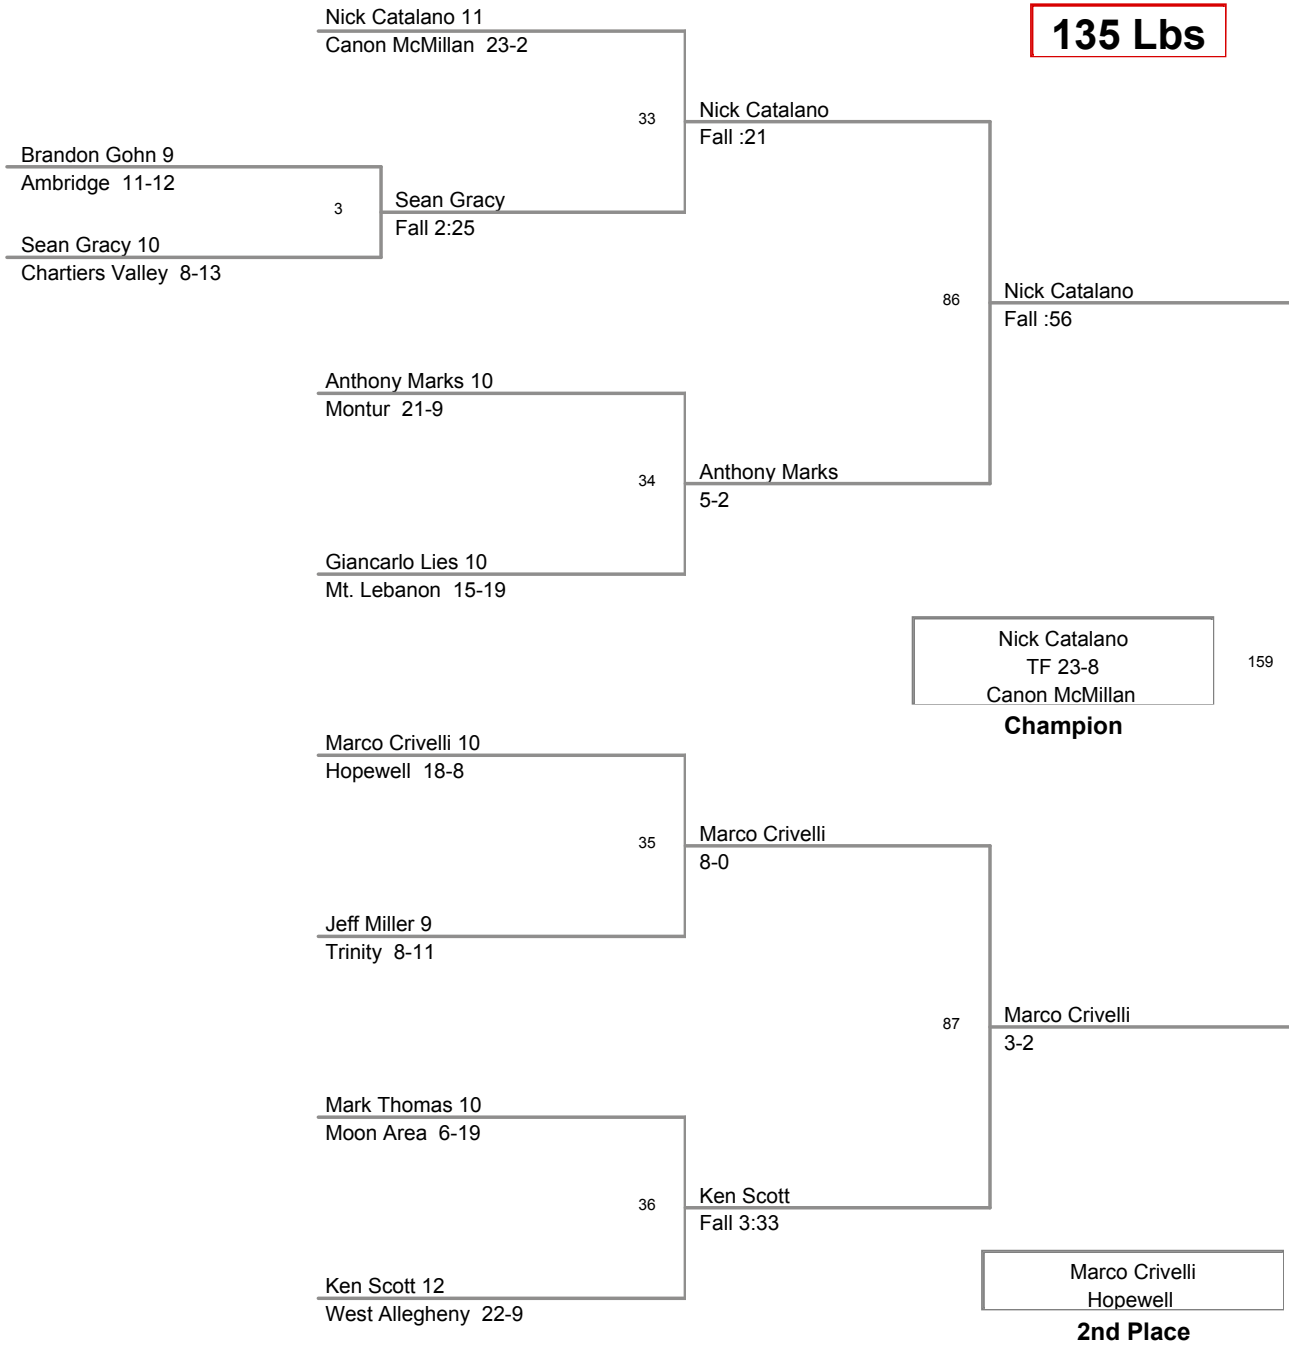 Nick Catalano 11
Canon McMillan  23-2
135 Lbs
33
Nick Catalano
Fall :21
Brandon Gohn 9
Ambridge  11-12
3
Sean Gracy
Fall 2:25
Sean Gracy 10
Chartiers Valley  8-13
86
Nick Catalano
Fall :56
Anthony Marks 10
Montur  21-9
34
Anthony Marks
5-2
Giancarlo Lies 10
Mt. Lebanon  15-19
Nick Catalano
TF 23-8
Canon McMillan
159
Champion
Marco Crivelli 10
Hopewell  18-8
35
Marco Crivelli
8-0
Jeff Miller 9
Trinity  8-11
87
Marco Crivelli
3-2
Mark Thomas 10
Moon Area  6-19
36
Ken Scott
Fall 3:33
Ken Scott 12
West Allegheny  22-9
Marco Crivelli
Hopewell
2nd Place